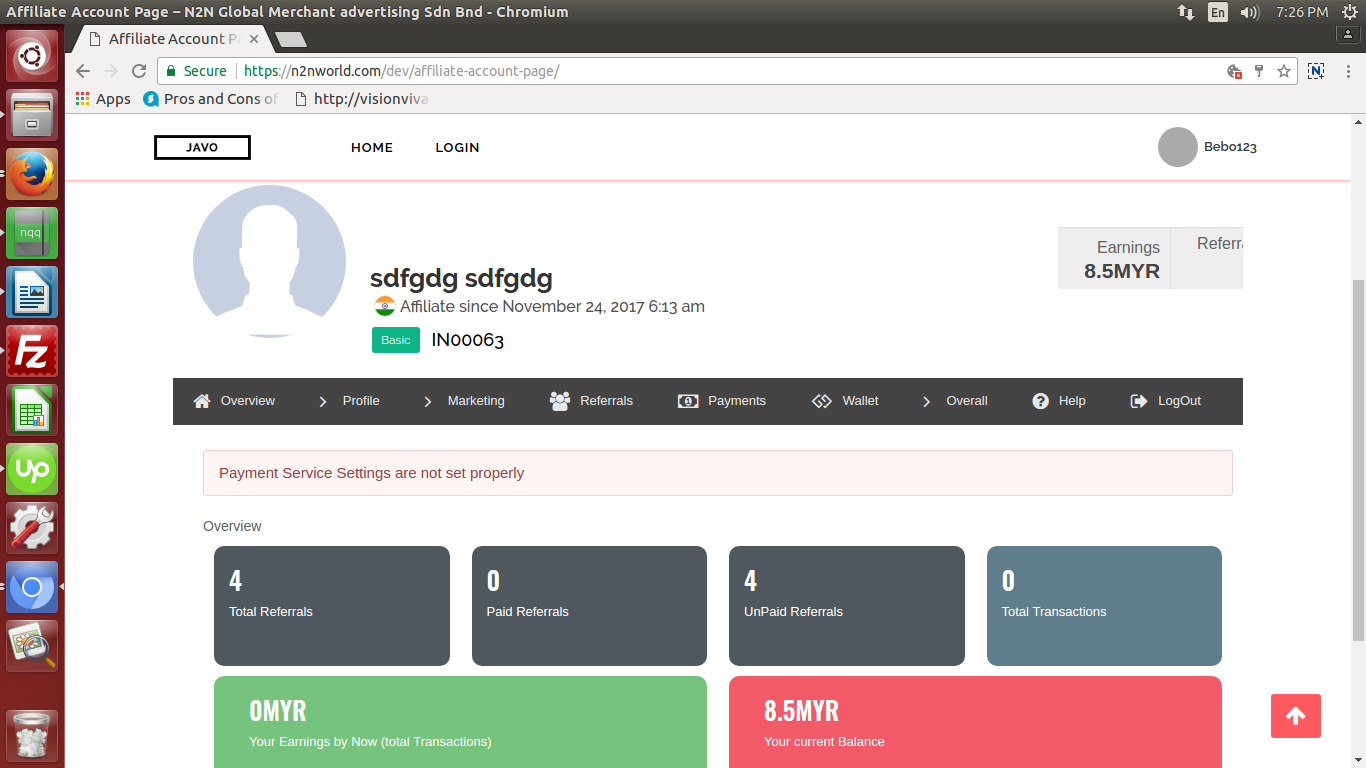 Affiliate Account Page – N2N Global Merchant advertising Sdn Bnd - Chromium
En
7:26 PM
Affiliate Account P
Secure
https://n2nworld.com/dev/affiliate-account-page/
N
Apps
Pros and Cons of
http://visionviva
JAVO
HOME
LOGIN
Bebo123
nqq
Earnings
8.5MYR
Referr
sdfgdg sdfgdg
Affiliate since November 24, 2017 6:13 am
Basic
IN00063
Fz
Overview
Profile
Marketing
Referrals
Payments
Wallet
Overall
Help
LogOut
up
Payment Service Settings are not set properly
Overview
4
Total Referrals
0
Paid Referrals
4
UnPaid Referrals
0
Total Transactions
0MYR
Your Earnings by Now (total Transactions)
8.5MYR
Your current Balance